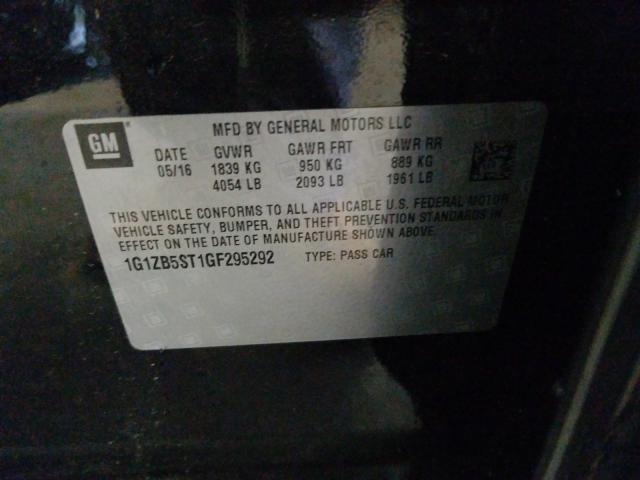 GM
MFD BY GENERAL MOTORS LLC
DATE GVWR GAWR FRT GAWR RR
05/16 1839 KG 950 KG 889 KG
4054 LB 2093 LB 1961 LB
THIS VEHICLE CONFORMS TO ALL APPLICABLE U.S. FEDERAL MOTOR
VEHICLE SAFETY, BUMPER, AND THEFT PREVENTION STANDARDS IN
EFFECT ON THE DATE OF MANUFACTURE SHOWN ABOVE.
1G1ZB5ST1GF295292 TYPE: PASS CAR